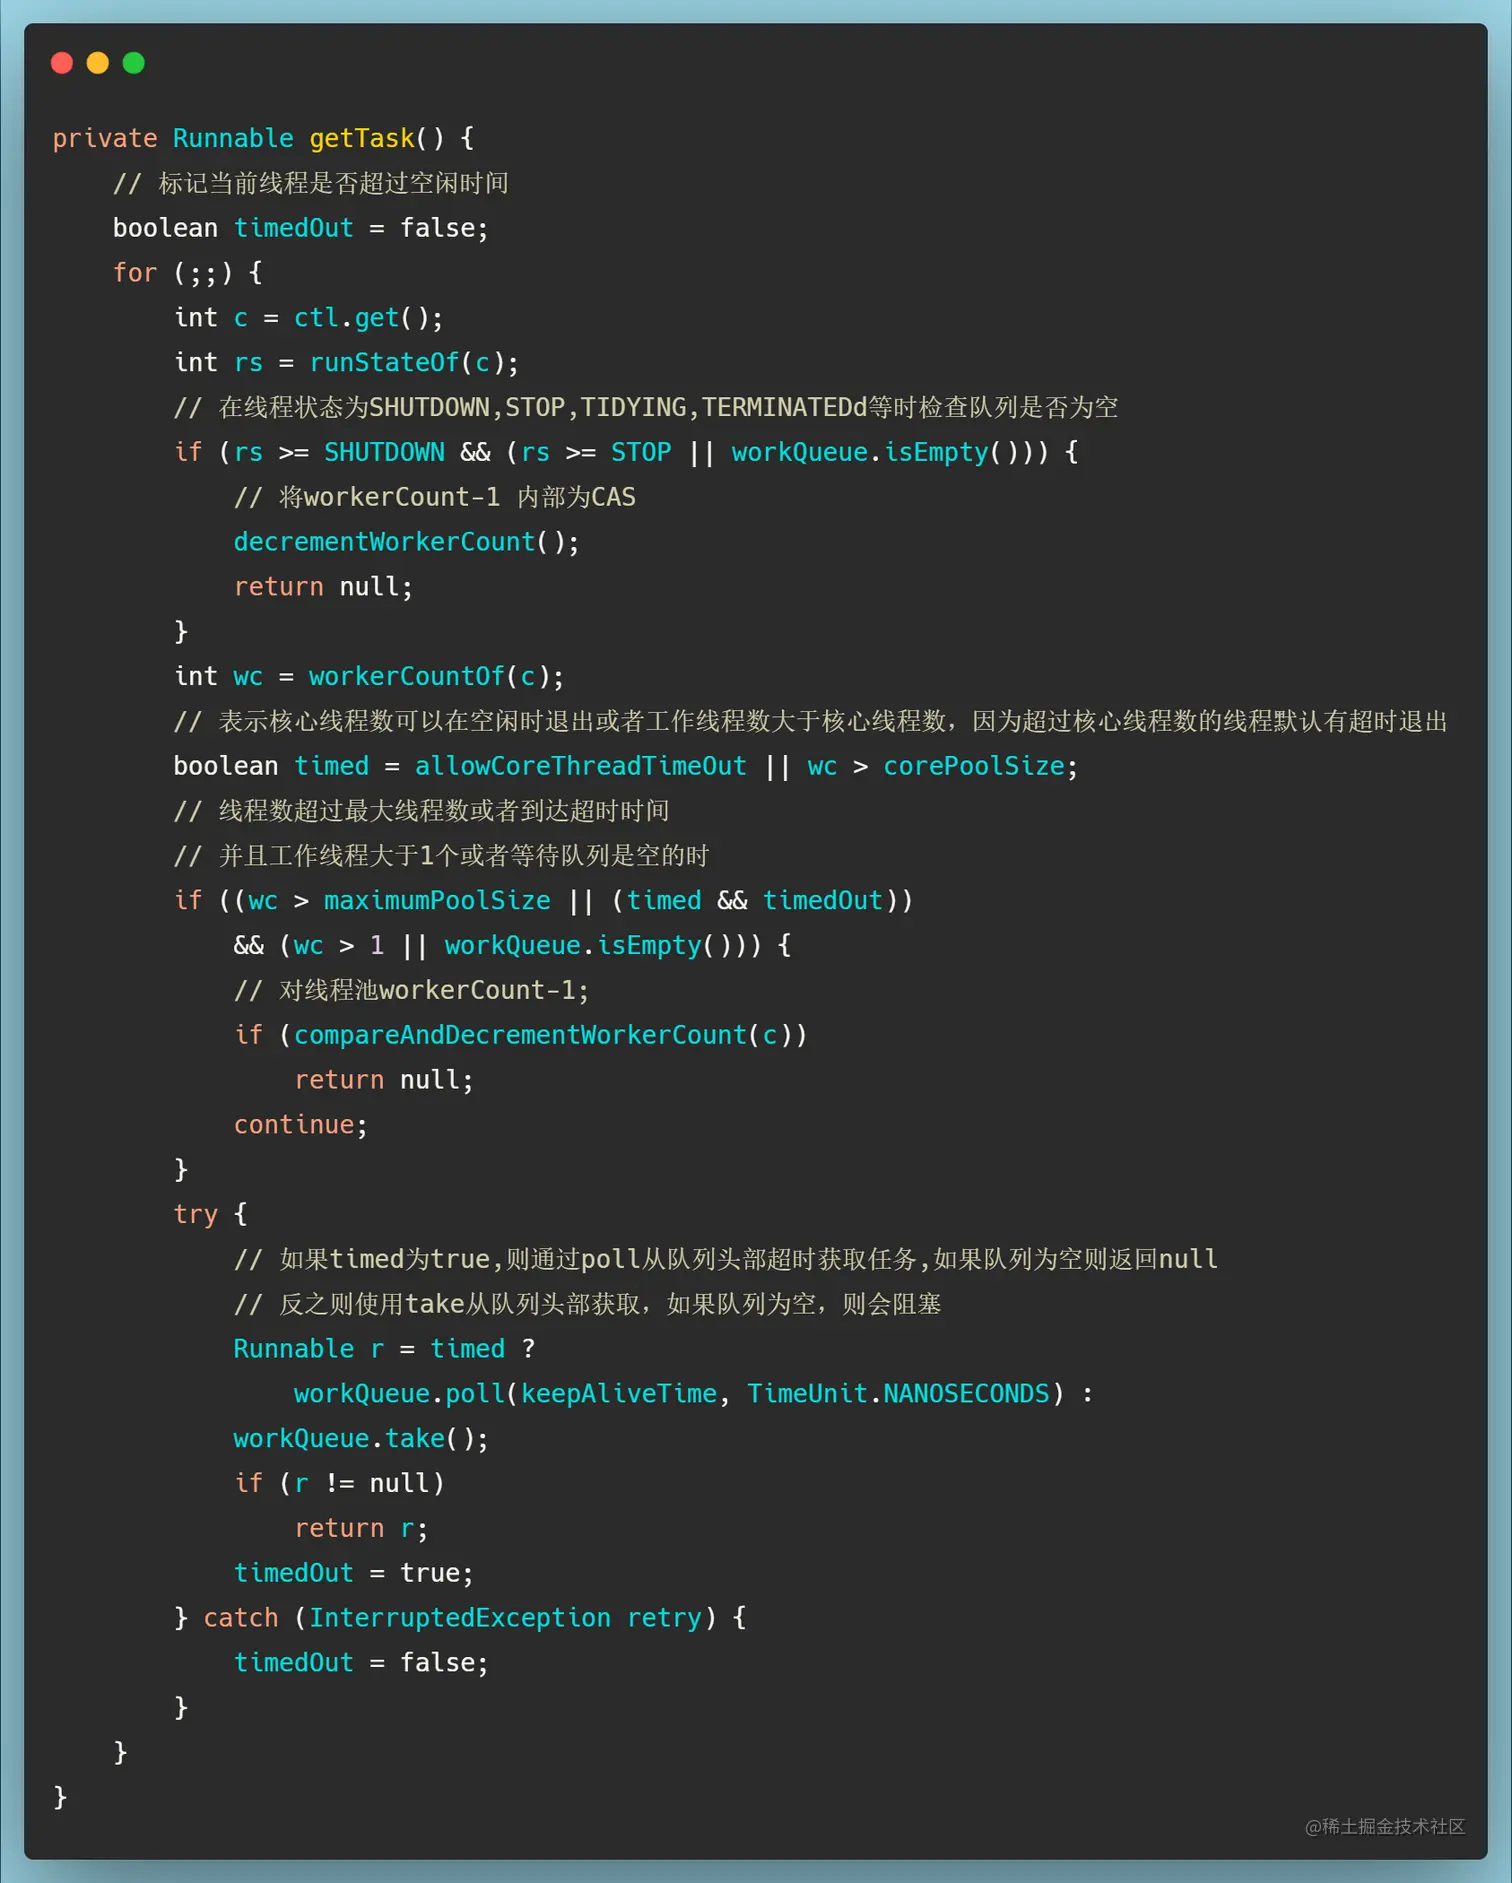 private Runnable getTask() {
// 标记当前线程是否超过空闲时间
boolean timedOut = false;
for (;;) {
int c = ctl.get();
int rs = runStateOf(c);
// 在线程状态为SHUTDOWN,STOP,TIDYING,TERMINATEDd等时检查队列是否为空
if (rs >= SHUTDOWN && (rs >= STOP || workQueue.isEmpty())) {
// 将workerCount-1 内部为CAS
decrementWorkerCount();
return null;
}
int wc = workerCountOf(c);
// 表示核心线程数可以在空闲时退出或者工作线程数大于核心线程数，因为超过核心线程数的线程默认有超时退出
boolean timed = allowCoreThreadTimeOut || wc > corePoolSize;
// 线程数超过最大线程数或者到达超时时间
// 并且工作线程大于1个或者等待队列是空的时
if ((wc > maximumPoolSize || (timed && timedOut))
&& (wc > 1 || workQueue.isEmpty())) {
// 对线程池workerCount-1;
if (compareAndDecrementWorkerCount(c))
return null;
continue;
}
try {
// 如果timed为true,则通过poll从队列头部超时获取任务,如果队列为空则返回null
// 反之则使用take从队列头部获取，如果队列为空，则会阻塞
Runnable r = timed ?
workQueue.poll(keepAliveTime, TimeUnit.NANOSECONDS) :
workQueue.take();
if (r != null)
return r;
timedOut = true;
} catch (InterruptedException retry) {
timedOut = false;
}
}
}
@稀土掘金技术社区